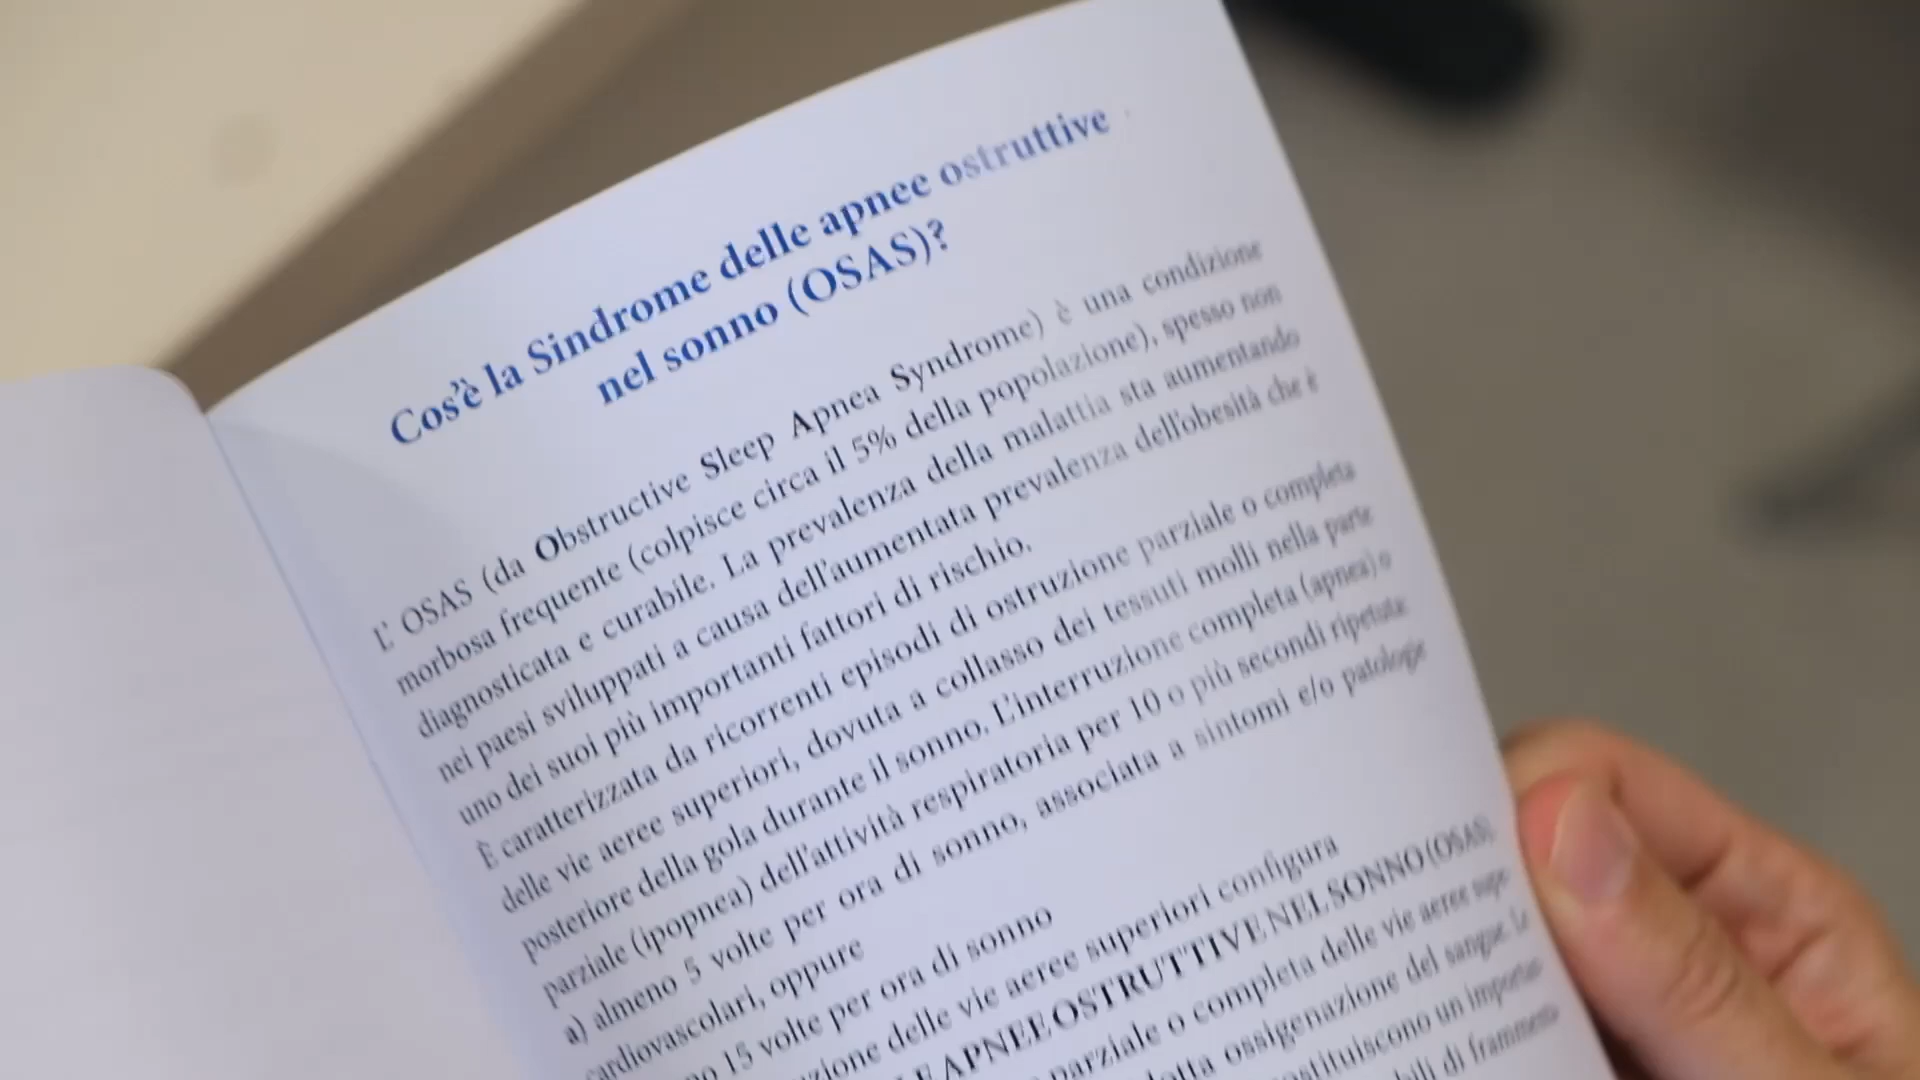 Cos'è la Sindrome delle apnee ostruttive
nel sonno (OSAS)?
L' OSAS (da Obstructive Sleep Apnea Syndrome) è una condizione
morbosa frequente (colpisce circa il 5% della popolazione), spesso non
diagnosticata e curabile. La prevalenza della malattia sta aumentando
nei paesi sviluppati a causa dell'aumentata prevalenza dell'obesità che è
uno dei suoi più importanti fattori di rischio.
È caratterizzata da ricorrenti episodi di ostruzione parziale o completa
delle vie aeree superiori, dovuta a collasso dei tessuti molli nella parte
posteriore della gola durante il sonno. L'interruzione completa (apnea) o
parziale (ipopnea) dell'attività respiratoria per 10 o più secondi ripetuta:
a) almeno 5 volte per ora di sonno, associata a sintomi e/o patologie
cardiovascolari, oppure
15 volte per ora di sonno
delle vie aeree superiori configura
APNEE OSTRUTTIVE NEL SONNO (OSAS).
parziale o completa delle vie aeree supe-
ossigenazione del sangue. Le
un importan-
di frammen-